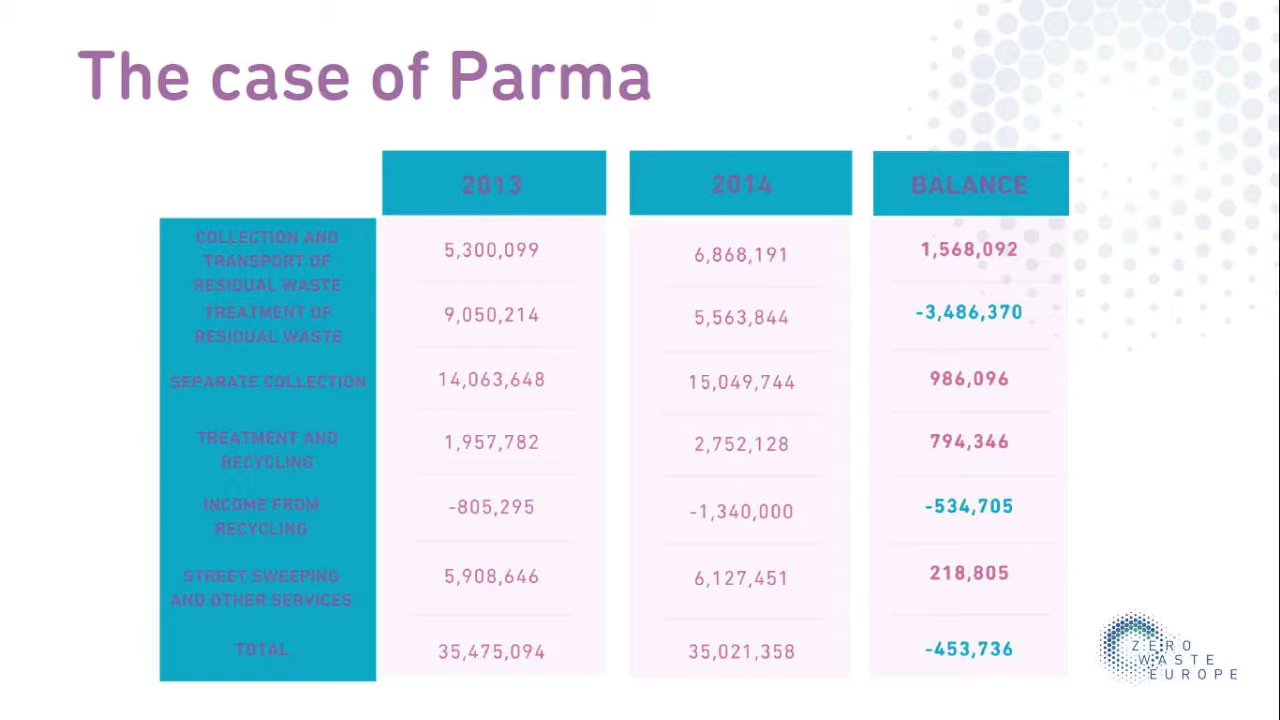 The case of Parma
2013 2014 BALANCE
COLLECTION AND
TRANSPORT OF
RESIDUAL WASTE
5,300,099 6,868,191 1,568,092
TREATMENT OF
RESIDUAL WASTE
9,050,214 5,563,844 -3,486,370
SEPARATE COLLECTION 14,063,648 15,049,744 986,096
TREATMENT AND
RECYCLING
1,957,782 2,752,128 794,346
INCOME FROM
RECYCLING
-805,295 -1,340,000 -534,705
STREET SWEEPING
AND OTHER SERVICES
5,908,646 6,127,451 218,805
TOTAL 35,475,094 35,021,358 -453,736
ZERO
WASTE
EUROPE